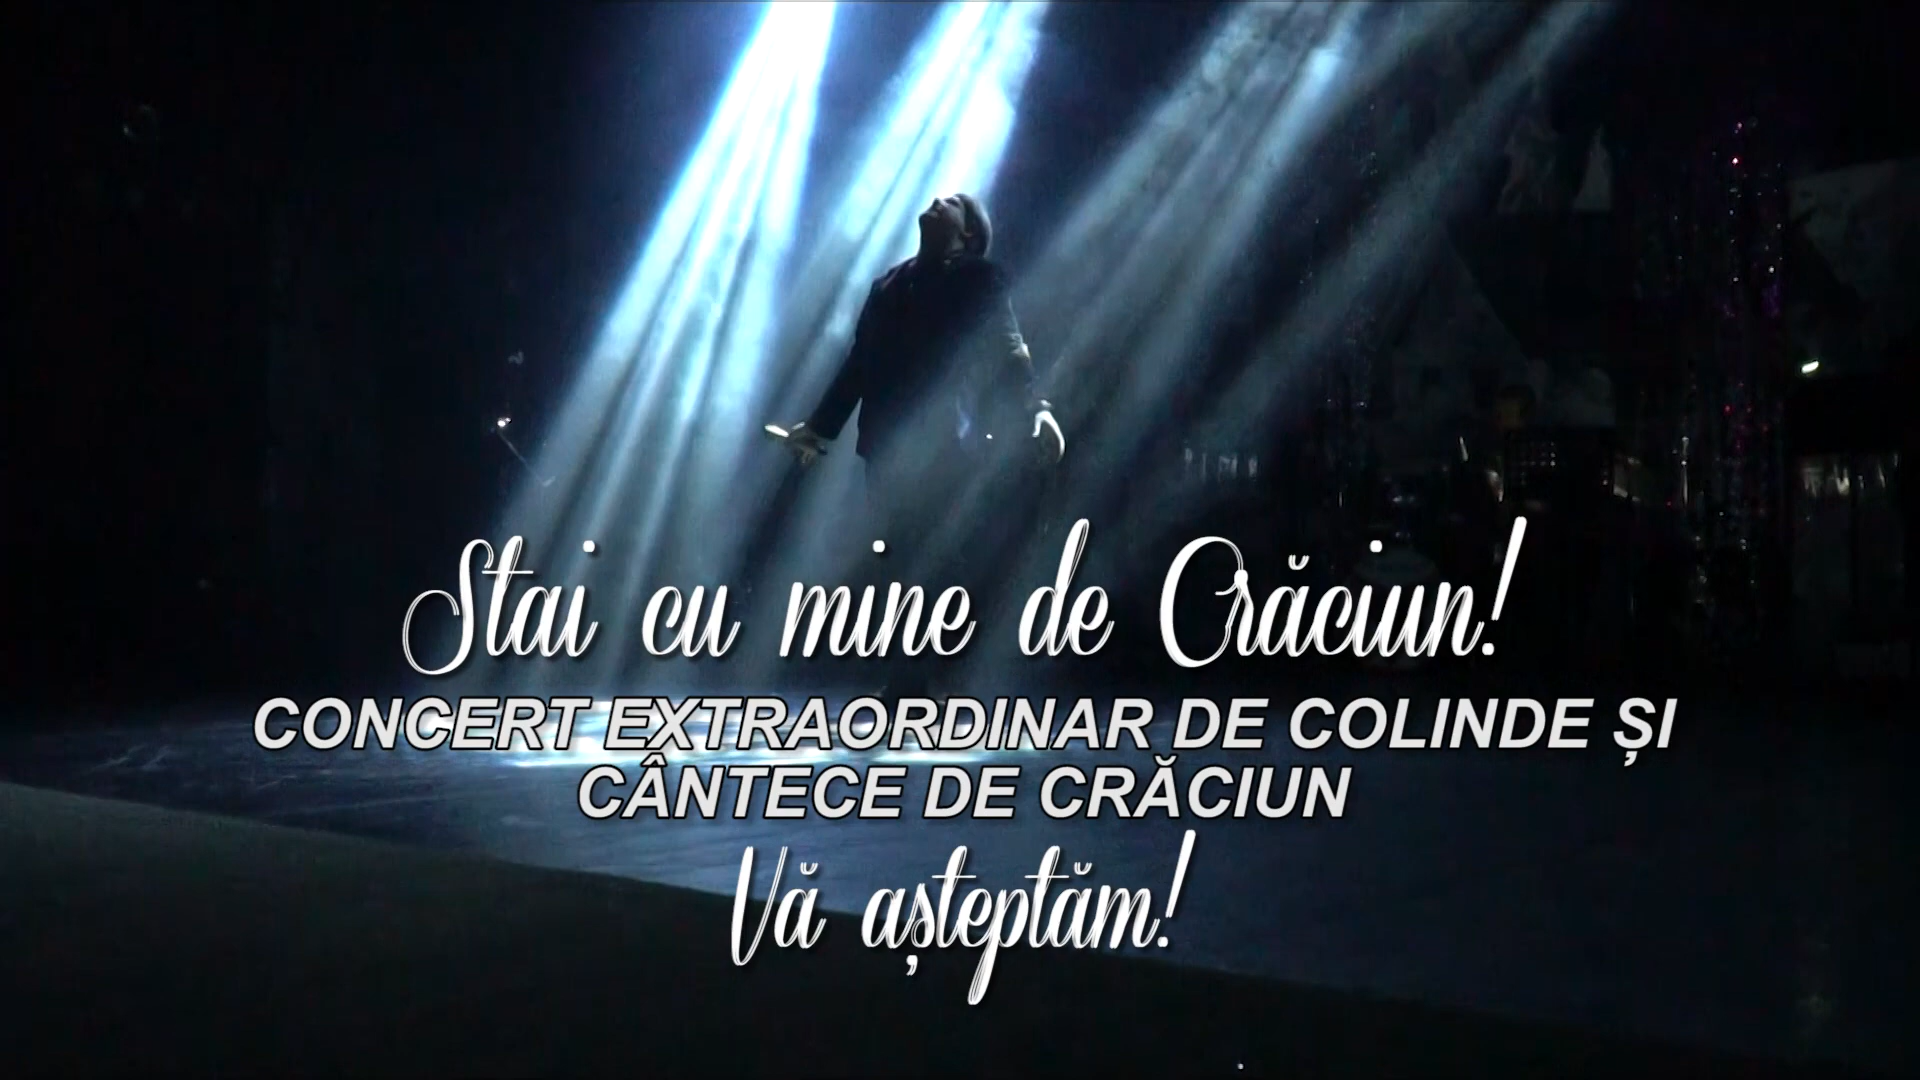 Stai cu mine de Crăciun!
CONCERT EXTRAORDINAR DE COLINDE ȘI
CÂNTECE DE CRĂCIUN
Vă așteptăm!